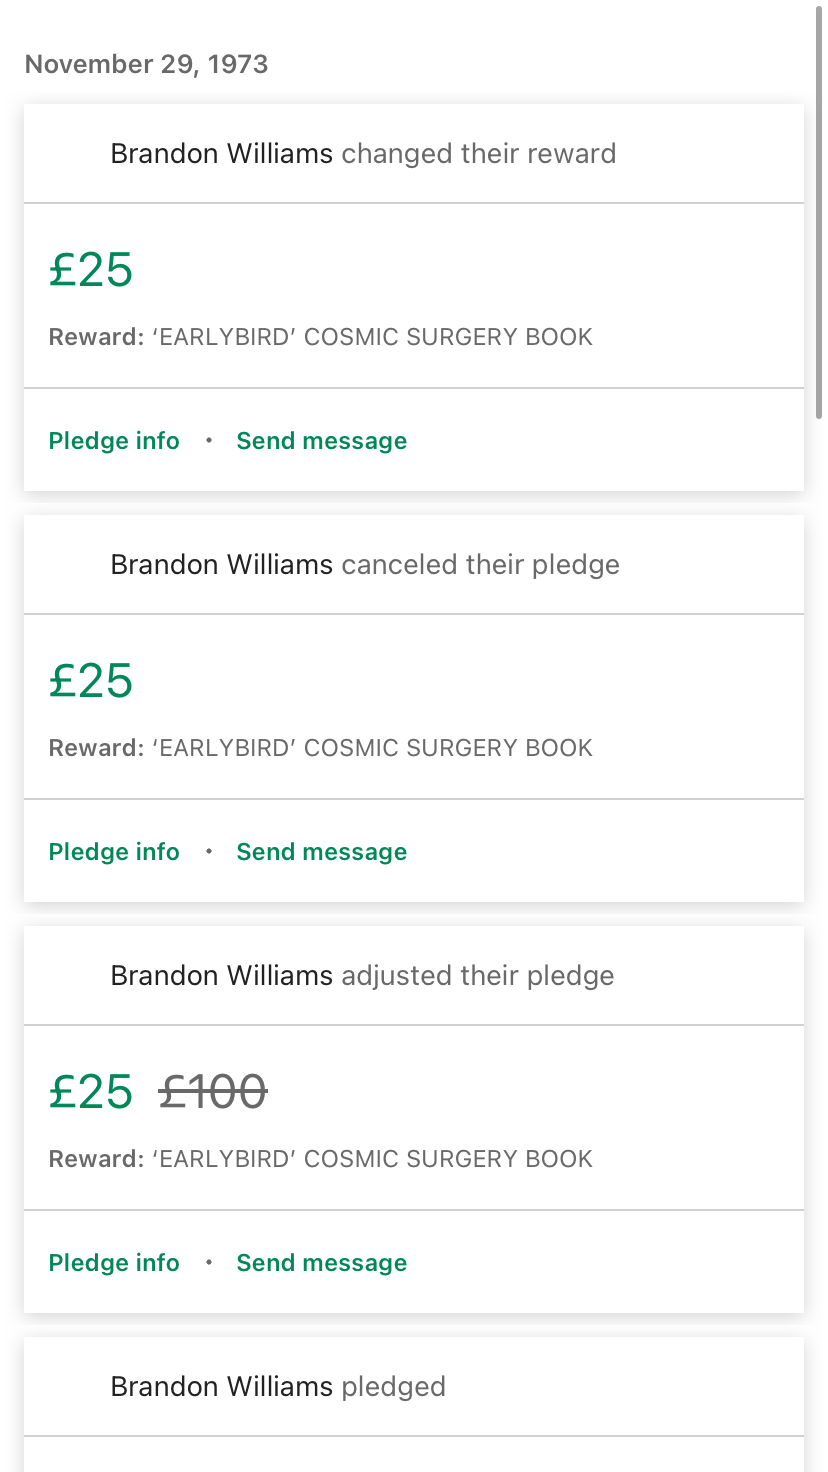 November 29, 1973
Brandon Williams changed their reward
£25
Reward: ‘EARLYBIRD’ COSMIC SURGERY BOOK
Pledge info • Send message
Brandon Williams canceled their pledge
£25
Reward: ‘EARLYBIRD’ COSMIC SURGERY BOOK
Pledge info • Send message
Brandon Williams adjusted their pledge
£25 £100
Reward: ‘EARLYBIRD’ COSMIC SURGERY BOOK
Pledge info • Send message
Brandon Williams pledged